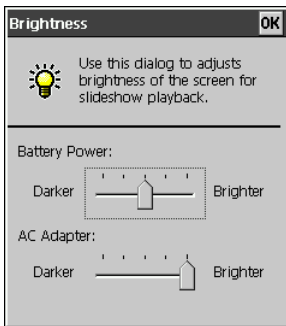 Brightness OK
Use this dialog to adjusts
brightness of the screen for
slideshow playback.
Battery Power:
Darker Brighter
AC Adapter:
Darker Brighter